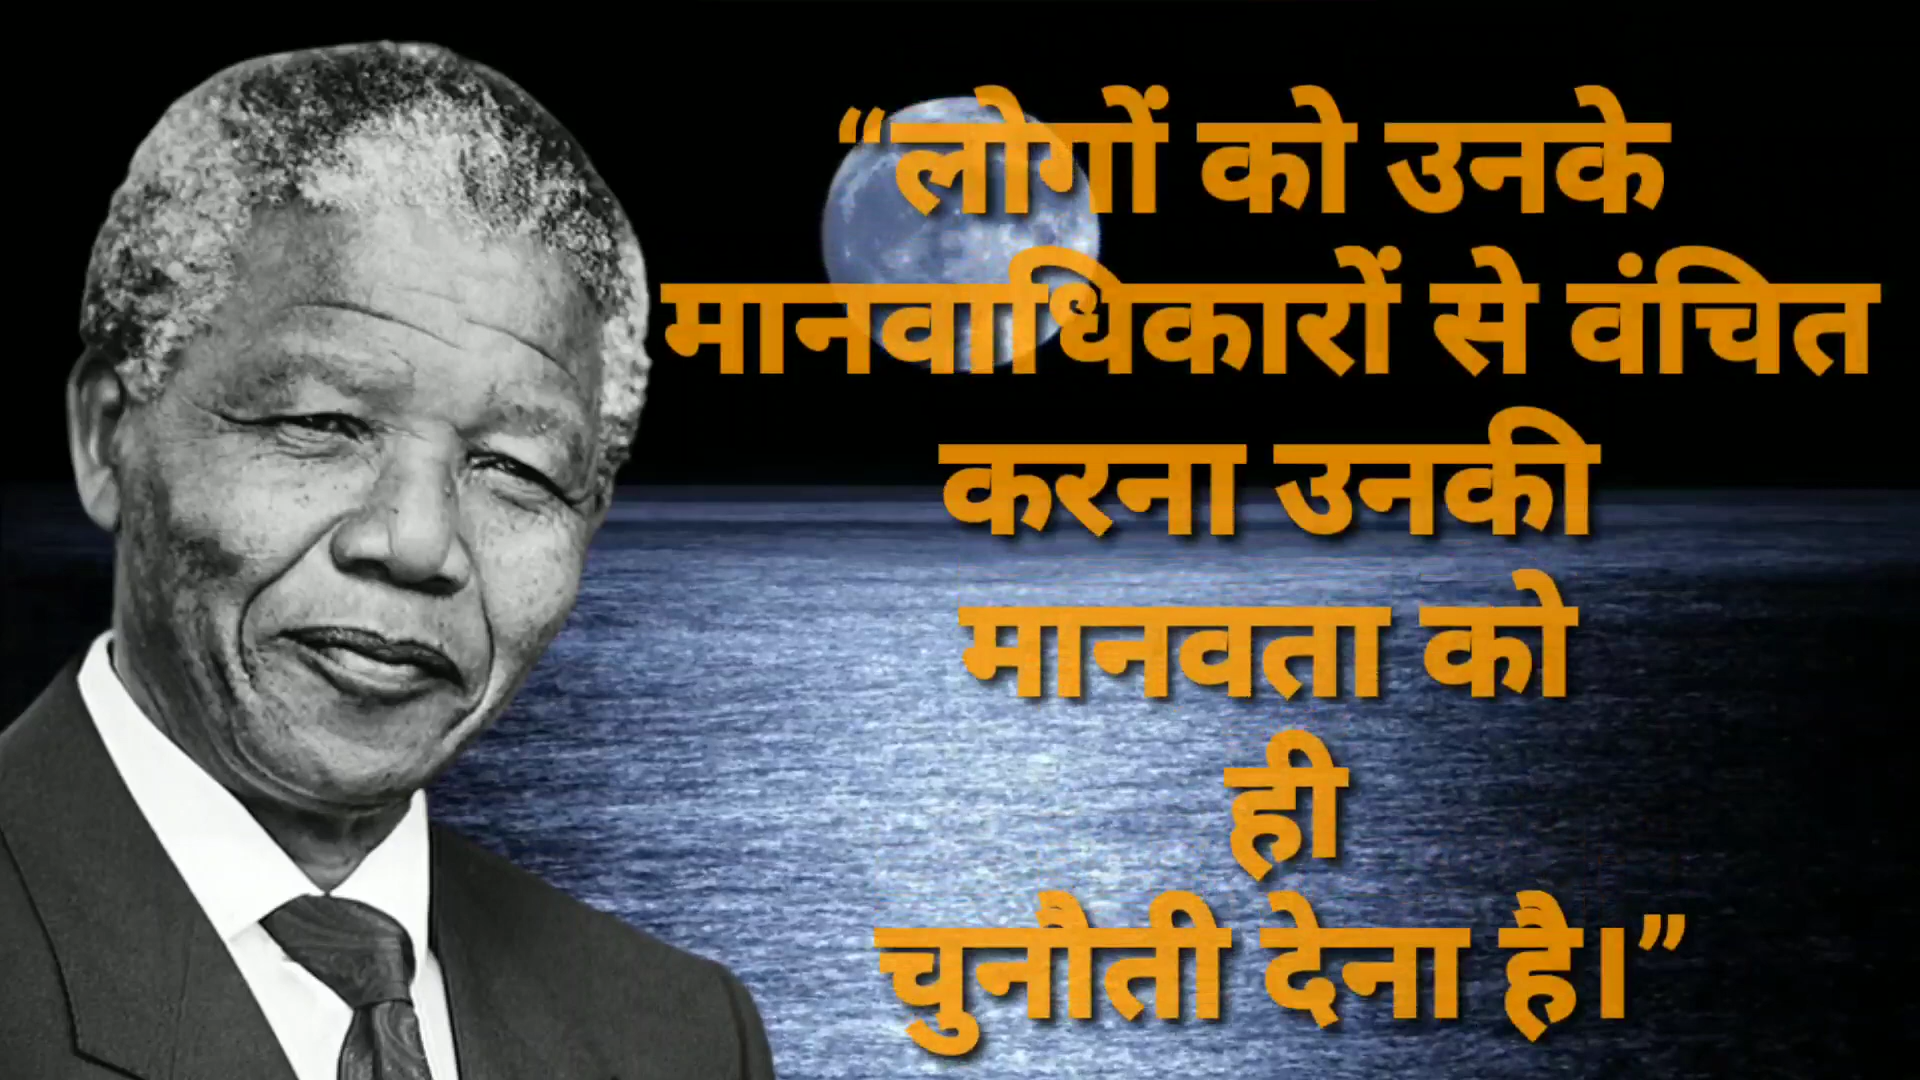 “लोगों को उनके
मानवाधिकारों से वंचित
करना उनकी
मानवता को
ही
चुनौती देना है।”